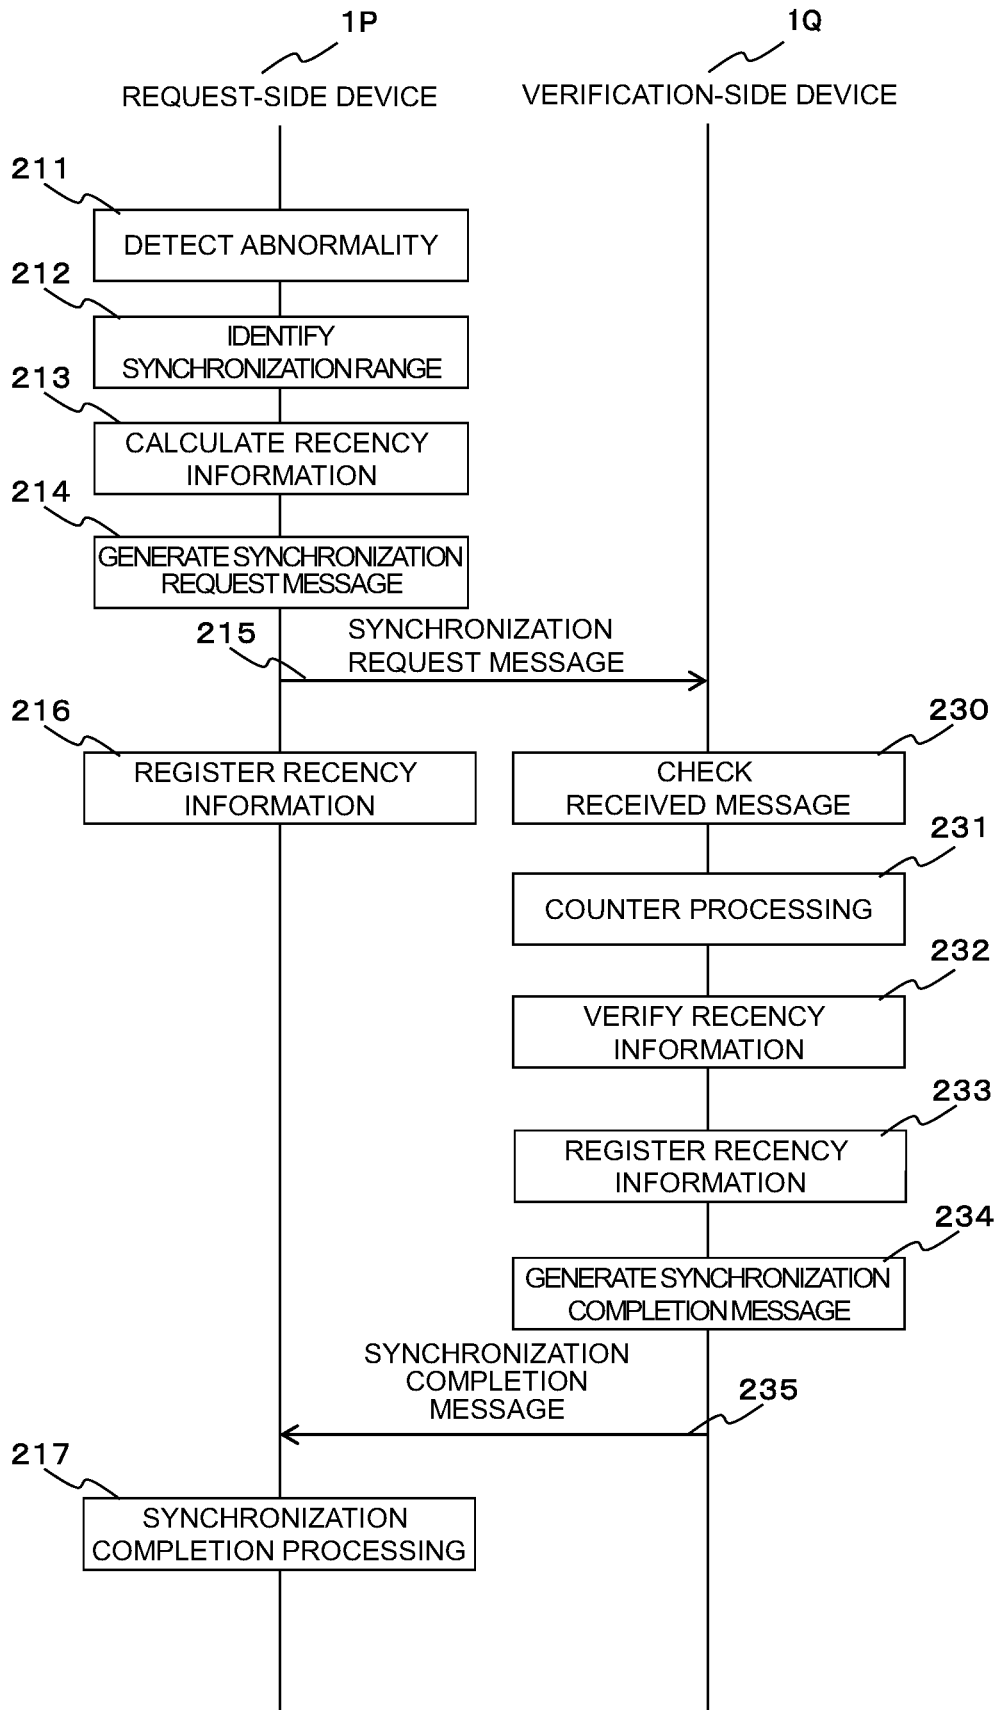 1P
1Q
REQUEST-SIDE DEVICE
VERIFICATION-SIDE DEVICE
211
DETECT ABNORMALITY
212
IDENTIFY
SYNCHRONIZATION RANGE
213
CALCULATE RECENCY
INFORMATION
214
GENERATE SYNCHRONIZATION
REQUEST MESSAGE
215
SYNCHRONIZATION
REQUEST MESSAGE
216
REGISTER RECENCY
INFORMATION
230
CHECK
RECEIVED MESSAGE
231
COUNTER PROCESSING
232
VERIFY RECENCY
INFORMATION
233
REGISTER RECENCY
INFORMATION
234
GENERATE SYNCHRONIZATION
COMPLETION MESSAGE
SYNCHRONIZATION
COMPLETION
MESSAGE
235
217
SYNCHRONIZATION
COMPLETION PROCESSING